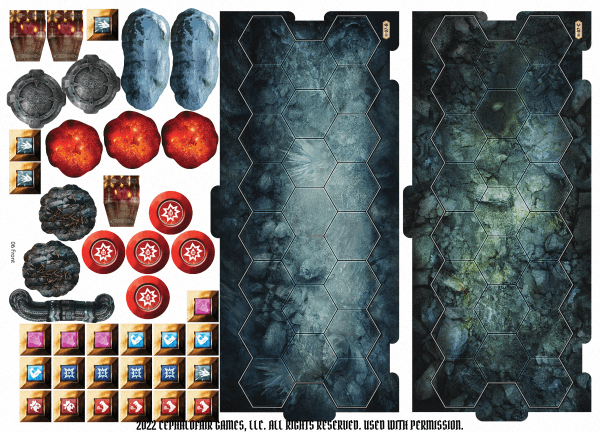 06 Front
2022 CEPHALOFAIR GAMES, LLC. ALL RIGHTS RESERVED. USED WITH PERMISSION.